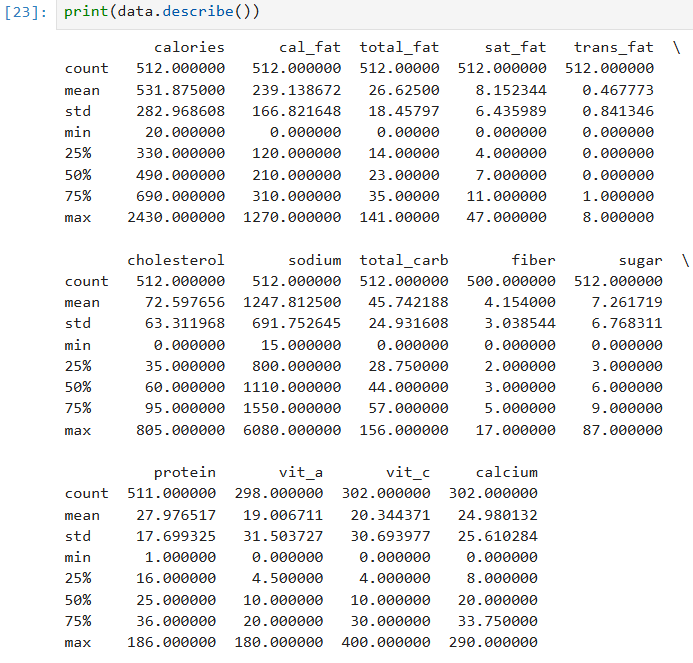 [23]: print(data.describe())
calories cal_fat total_fat sat_fat trans_fat \
count 512.000000 512.000000 512.00000 512.000000 512.000000
mean 531.875000 239.138672 26.62500 8.152344 0.467773
std 282.968608 166.821648 18.45797 6.435989 0.841346
min 20.000000 0.000000 0.00000 0.000000 0.000000
25% 330.000000 120.000000 14.00000 4.000000 0.000000
50% 490.000000 210.000000 23.00000 7.000000 0.000000
75% 690.000000 310.000000 35.00000 11.000000 1.000000
max 2430.000000 1270.000000 141.00000 47.000000 8.000000
cholesterol sodium total_carb fiber sugar \
count 512.000000 512.000000 512.000000 500.000000 512.000000
mean 72.597656 1247.812500 45.742188 4.154000 7.261719
std 63.311968 691.752645 24.931608 3.038544 6.768311
min 0.000000 15.000000 0.000000 0.000000 0.000000
25% 35.000000 800.000000 28.750000 2.000000 3.000000
50% 60.000000 1110.000000 44.000000 3.000000 6.000000
75% 95.000000 1550.000000 57.000000 5.000000 9.000000
max 805.000000 6080.000000 156.000000 17.000000 87.000000
protein vit_a vit_c calcium
count 511.000000 298.000000 302.000000 302.000000
mean 27.976517 19.006711 20.344371 24.980132
std 17.699325 31.503727 30.693977 25.610284
min 1.000000 0.000000 0.000000 0.000000
25% 16.000000 4.500000 4.000000 8.000000
50% 25.000000 10.000000 10.000000 20.000000
75% 36.000000 20.000000 30.000000 33.750000
max 186.000000 180.000000 400.000000 290.000000